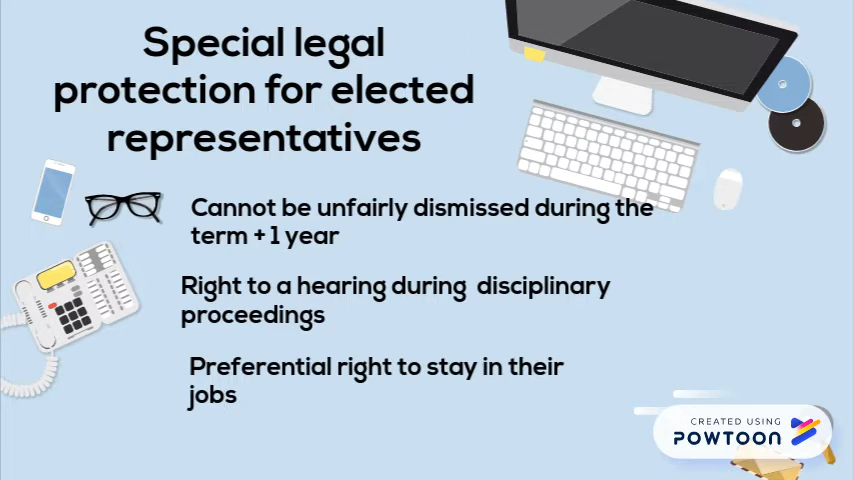 Special legal
protection for elected
representatives
Cannot be unfairly dismissed during the
term + 1 year
Right to a hearing during  disciplinary
proceedings
Preferential right to stay in their
jobs
CREATED USING
POWTOON